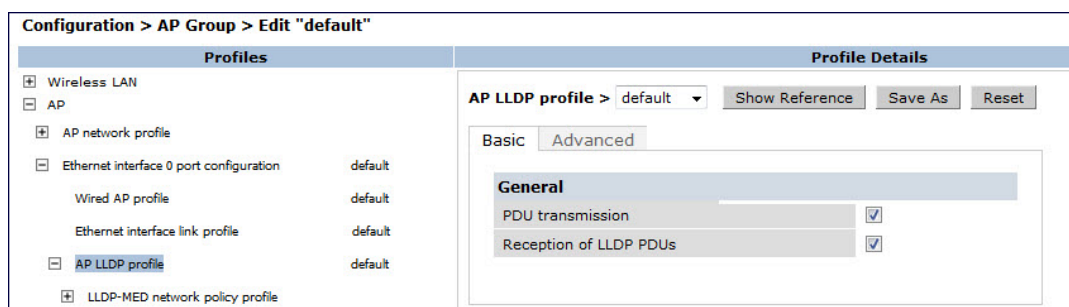 Configuration > AP Group > Edit "default"
Profiles
Wireless LAN
AP
AP network profile
Ethernet interface 0 port configuration default
Wired AP profile default
Ethernet interface link profile default
AP LLDP profile default
LLDP-MED network policy profile
Profile Details
AP LLDP profile > default Show Reference Save As Reset
Basic Advanced
General
PDU transmission
Reception of LLDP PDUs